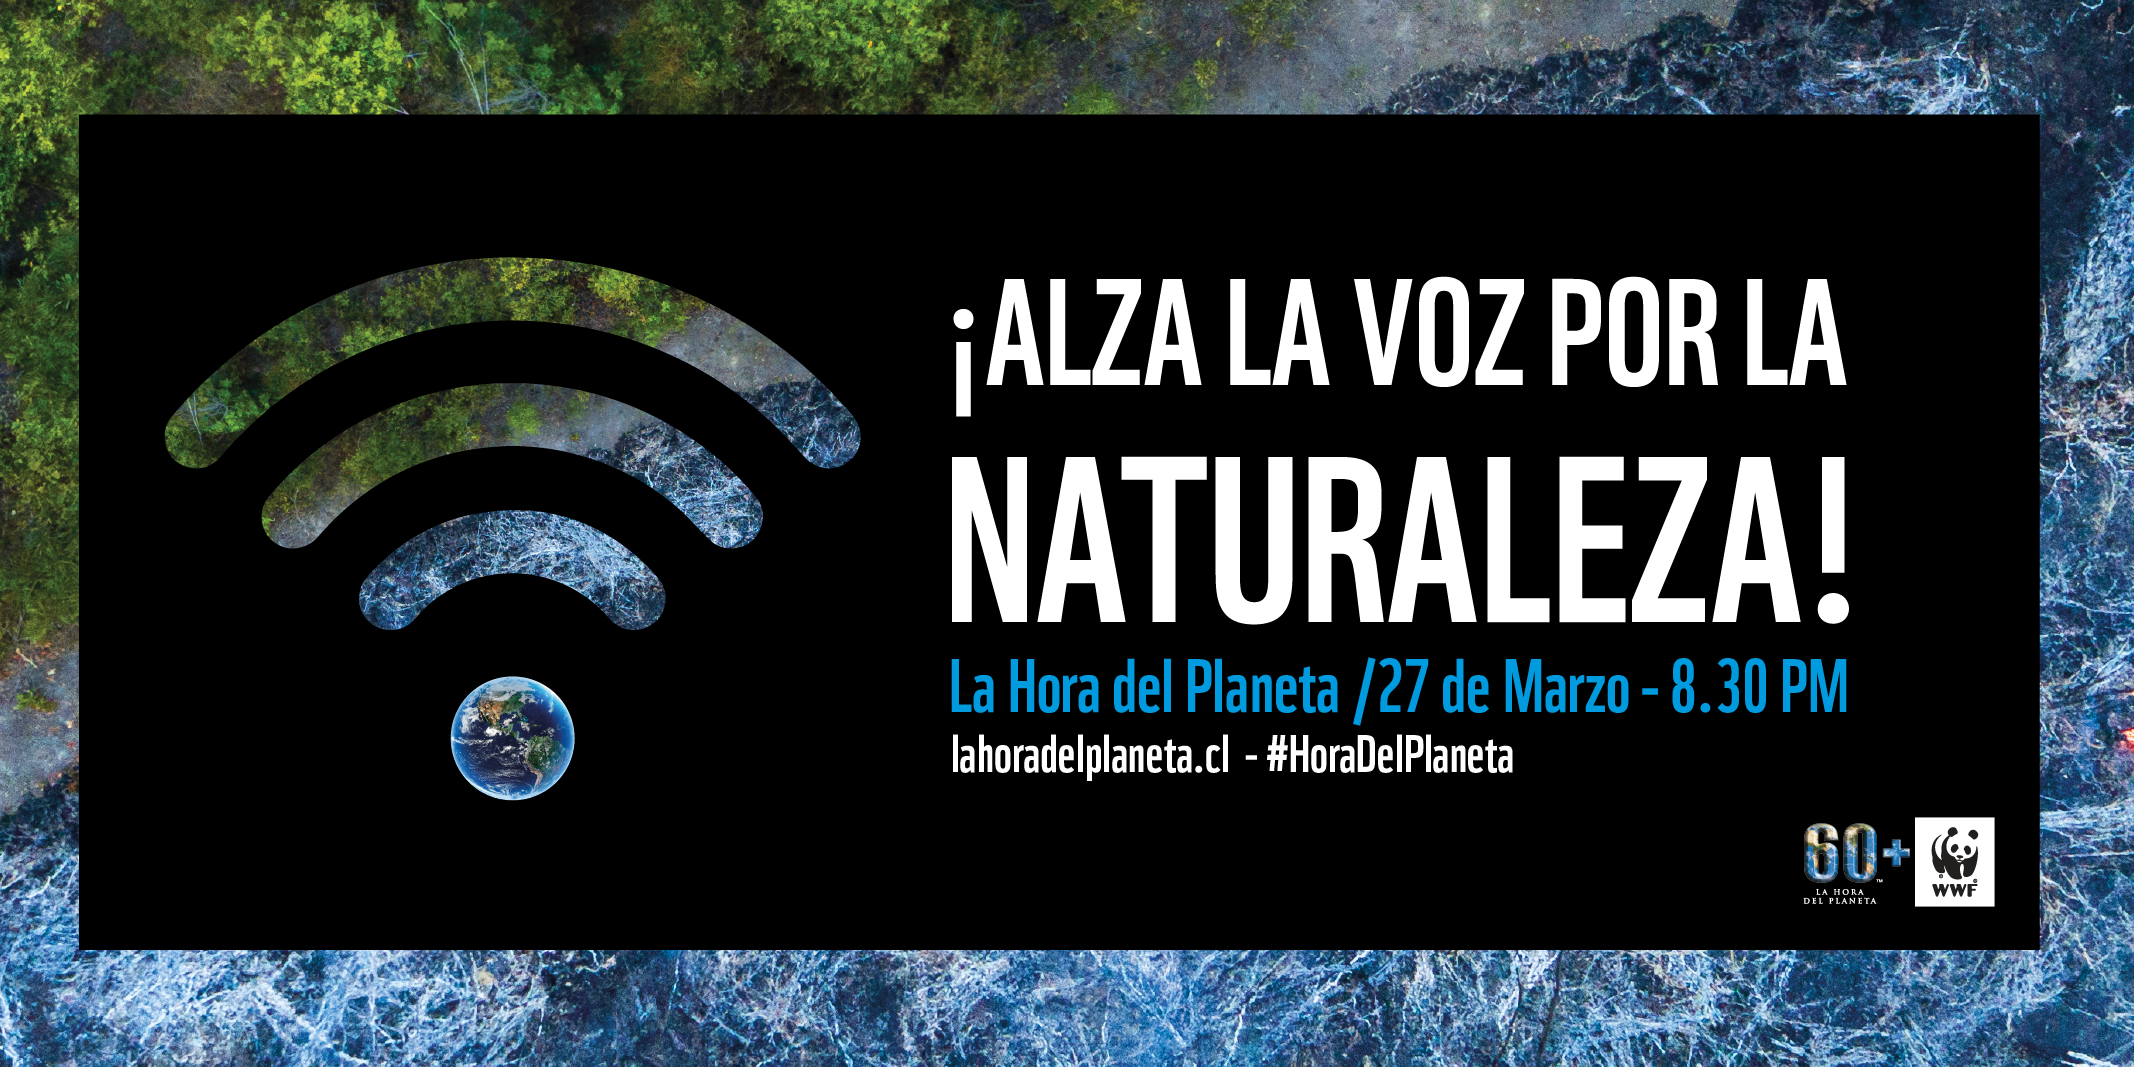 ¡ALZA LA VOZ POR LA
NATURALEZA!
La Hora del Planeta /27 de Marzo - 8.30 PM
lahoradelplaneta.cl - #HoraDelPlaneta
60+™
LA HORA
DEL PLANETA
WWF